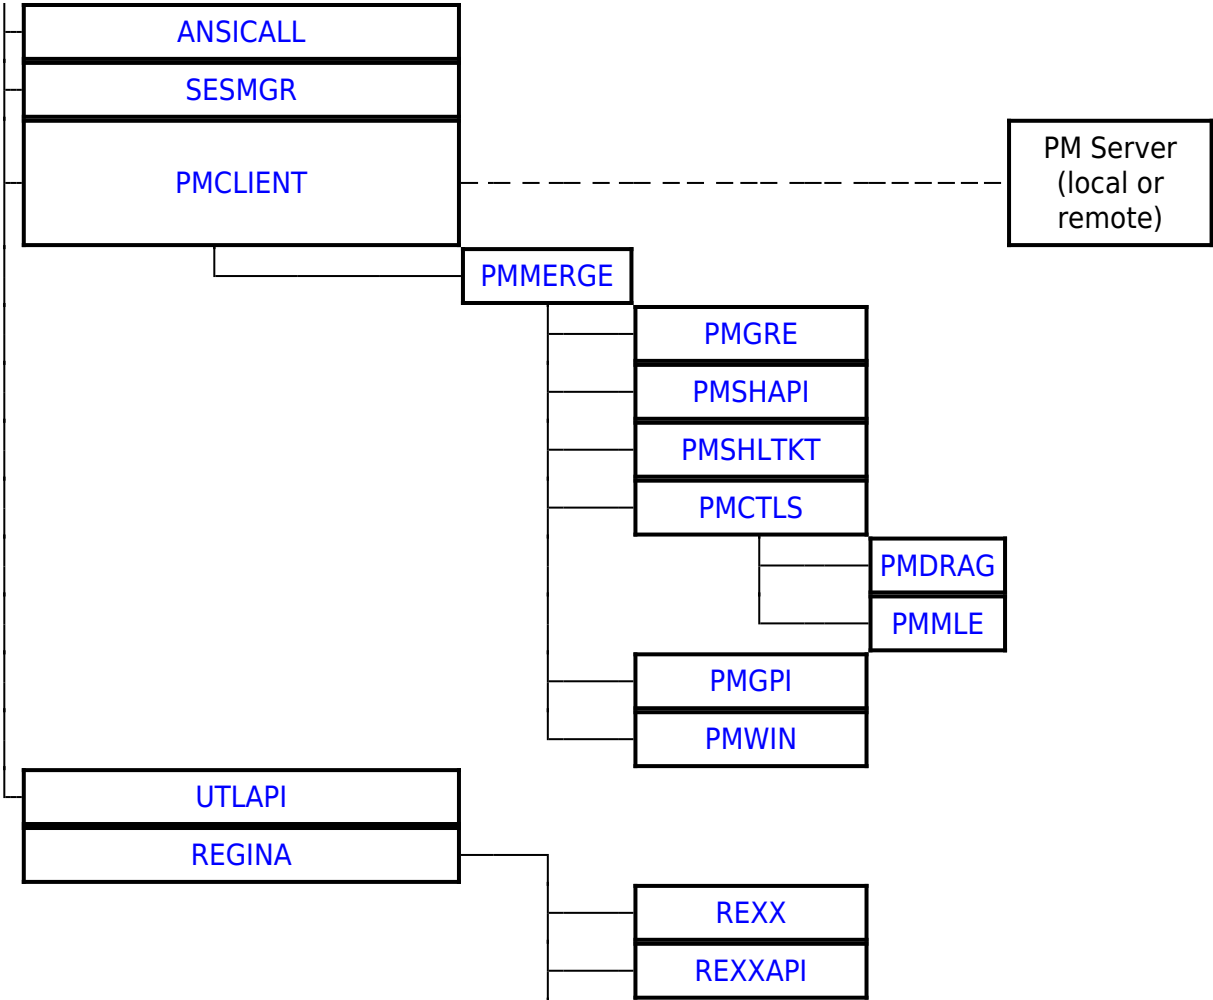 ANSICALL
SESMGR
PMCLIENT
PM Server
(local or
remote)
PMMERGE
PMGRE
PMSHAPI
PMSHLTKT
PMCTLS
PMDRAG
PMMLE
PMGPI
PMWIN
UTLAPI
REGINA
REXX
REXXAPI